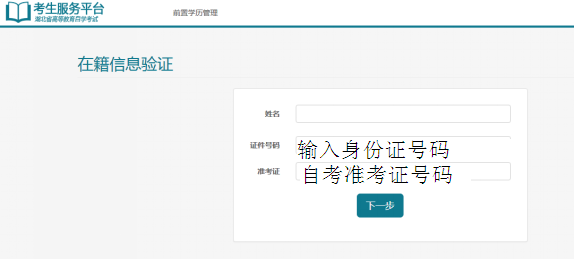 考生服务平台
湖北省高等教育自学考试
前置学历管理
在籍信息验证
姓名
证件号码 输入身份证号码
准考证 自考准考证号码
下一步